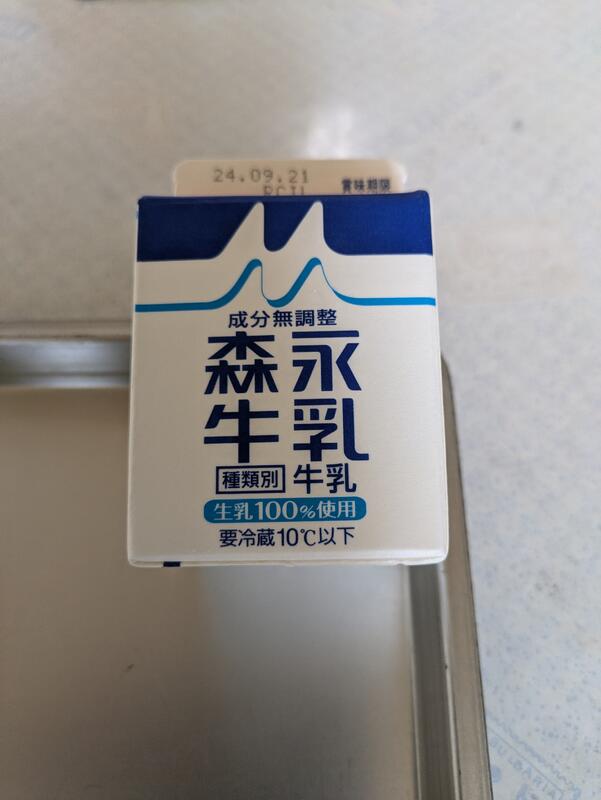 24.09.21
賞味期限
成分無調整
森永
牛乳
種類別 牛乳
生乳100%使用
要冷蔵10℃以下